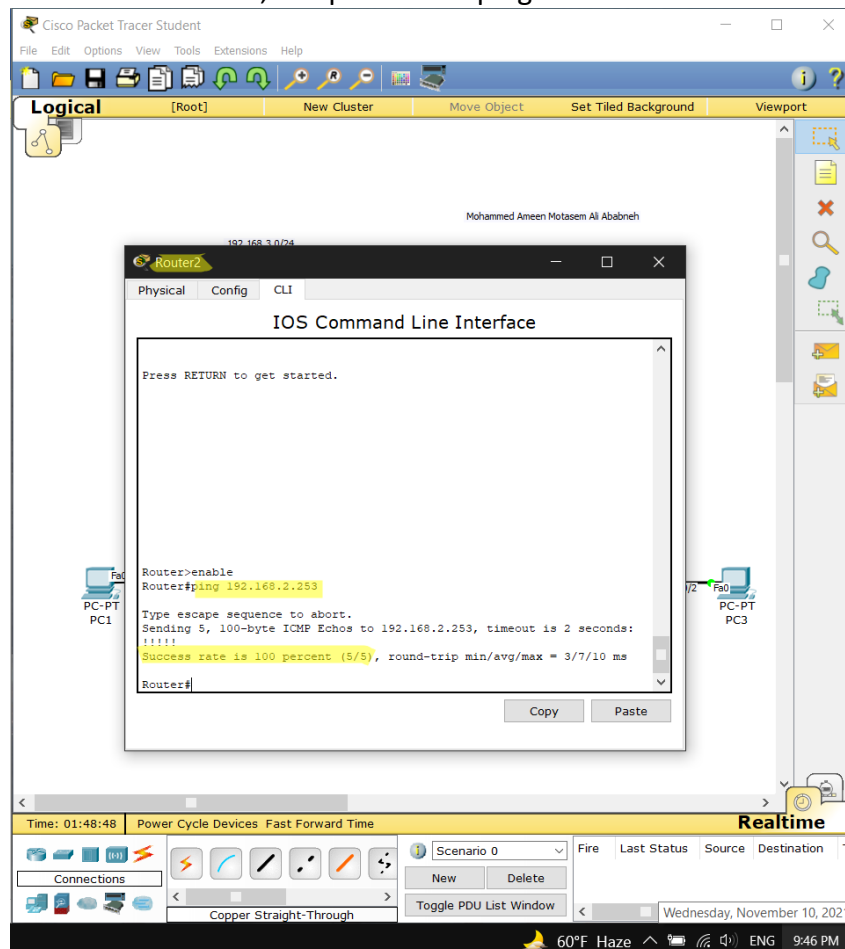 Cisco Packet Tracer Student
File Edit Options View Tools Extensions Help
Logical [Root] New Cluster Move Object Set Tiled Background Viewport
Mohammed Ameen Motasem Ali Ababneh
192.168.3.0/24
Router2
Physical Config CLI
IOS Command Line Interface
Press RETURN to get started.
Router>enable
Router#ping 192.168.2.253
Type escape sequence to abort.
Sending 5, 100-byte ICMP Echos to 192.168.2.253, timeout is 2 seconds:
!!!!!
Success rate is 100 percent (5/5), round-trip min/avg/max = 3/7/10 ms
Router#
Copy Paste
Fa0
PC-PT
PC1
/2 Fa0
PC-PT
PC3
Time: 01:48:48 Power Cycle Devices Fast Forward Time Realtime
Connections
Copper Straight-Through
Scenario 0
New Delete
Toggle PDU List Window
Fire Last Status Source Destination
Wednesday, November 10, 202
60°F Haze ENG 9:46 PM